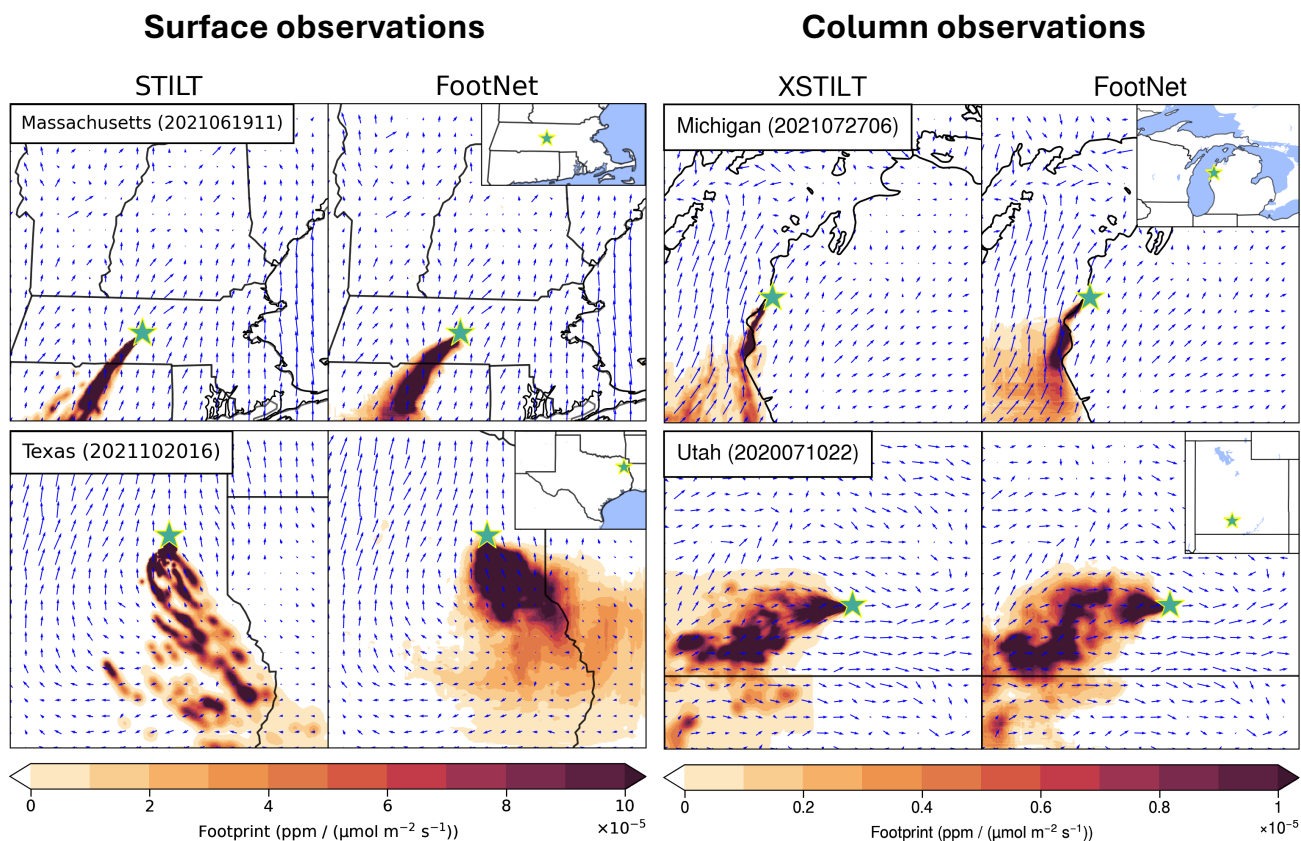 Surface observations
Column observations
STILT
FootNet
XSTILT
FootNet
Massachusetts (2021061911)
Michigan (2021072706)
Texas (2021102016)
Utah (2020071022)
0 2 4 6 8 10
×10⁻⁵
Footprint (ppm / (μmol m⁻² s⁻¹))
0 0.2 0.4 0.6 0.8 1
×10⁻⁵
Footprint (ppm / (μmol m⁻² s⁻¹))